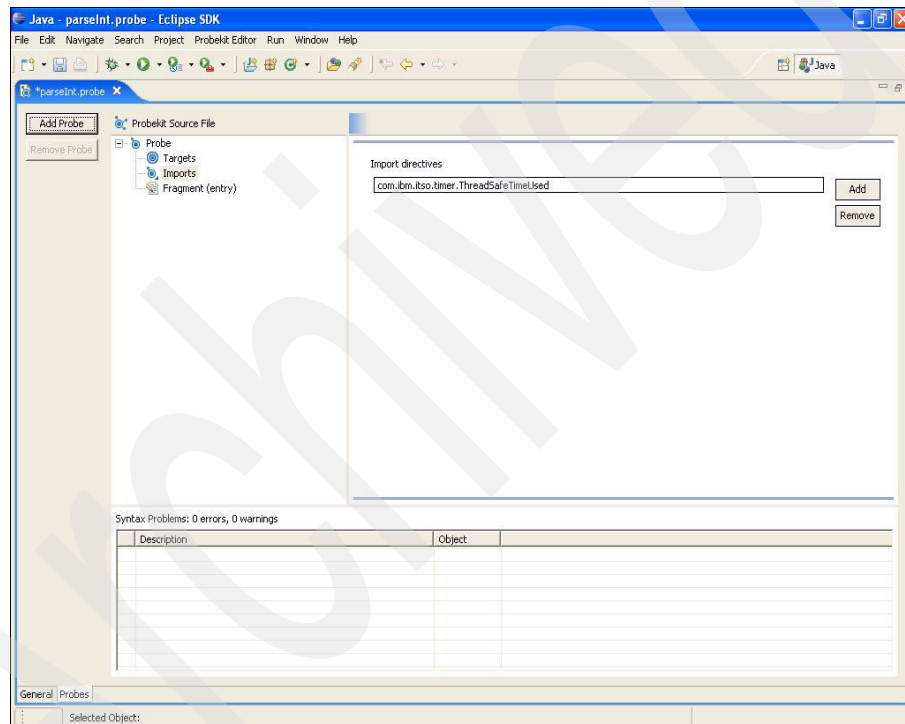 Java - parseInt.probe - Eclipse SDK
File Edit Navigate Search Project Probekit Editor Run Window Help
Java
*parseInt.probe
Add Probe
Remove Probe
Probekit Source File
Probe
Targets
Imports
Fragment (entry)
Import directives
com.ibm.itso.timer.ThreadSafeTimeUsed
Add
Remove
Syntax Problems: 0 errors, 0 warnings
Description Object
General Probes
Selected Object: